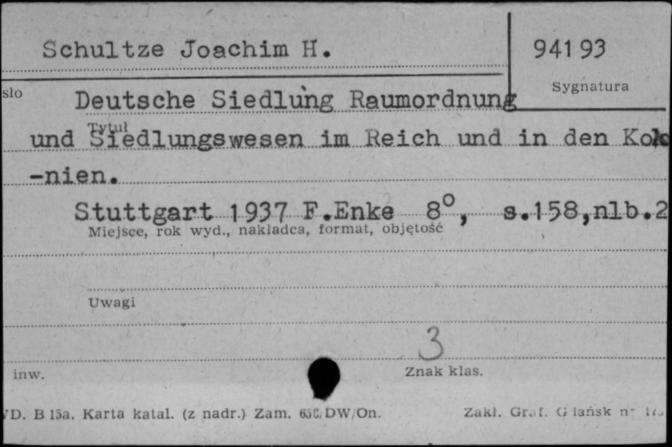 Schultze Joachim H. 94193
Sygnatura
sło Deutsche Siedlung Raumordnung
Tytuł
und Siedlungswesen im Reich und in den Kolo
-nien.
Stuttgart 1937 F.Enke 8°, s.158,nlb.2
Miejsce, rok wyd., nakładca, format, objętość
Uwagi
3
inw. Znak klas.
D. B 15a. Karta katal. (z nadr.) Zam. DW/On. Zakł. Graf. Gdańsk